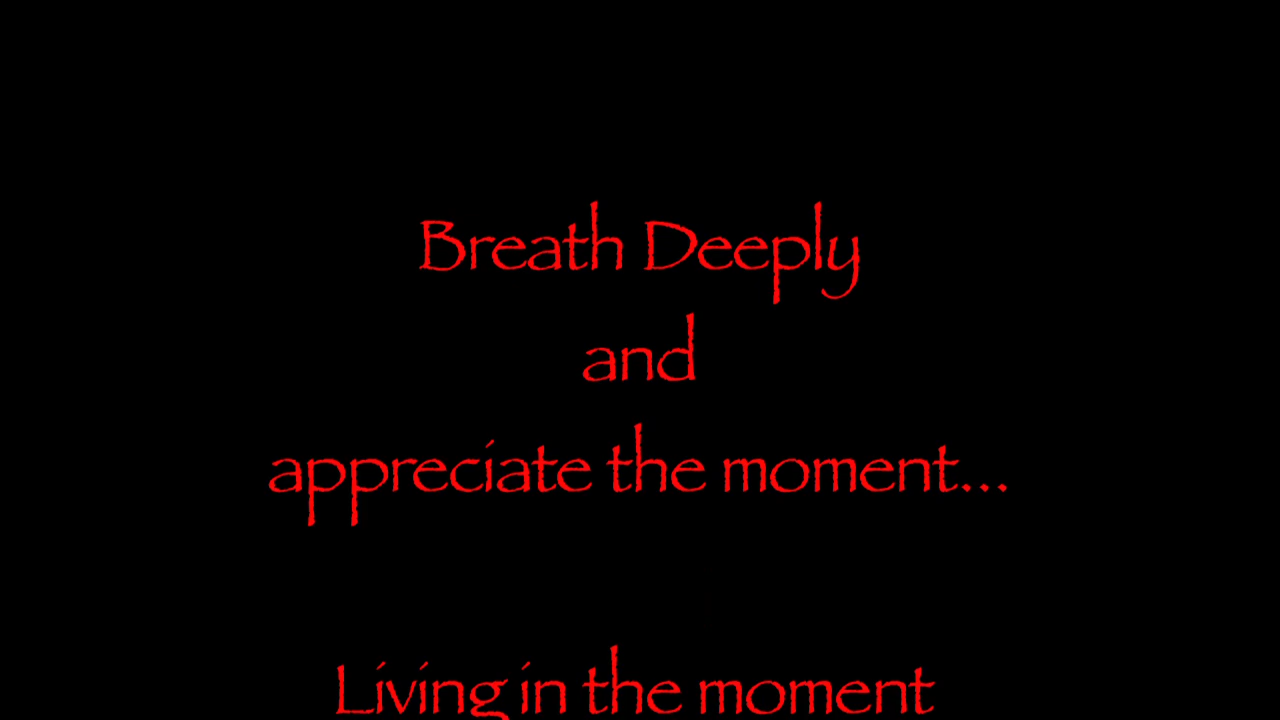 Breath Deeply
and
appreciate the moment...
Living in the moment